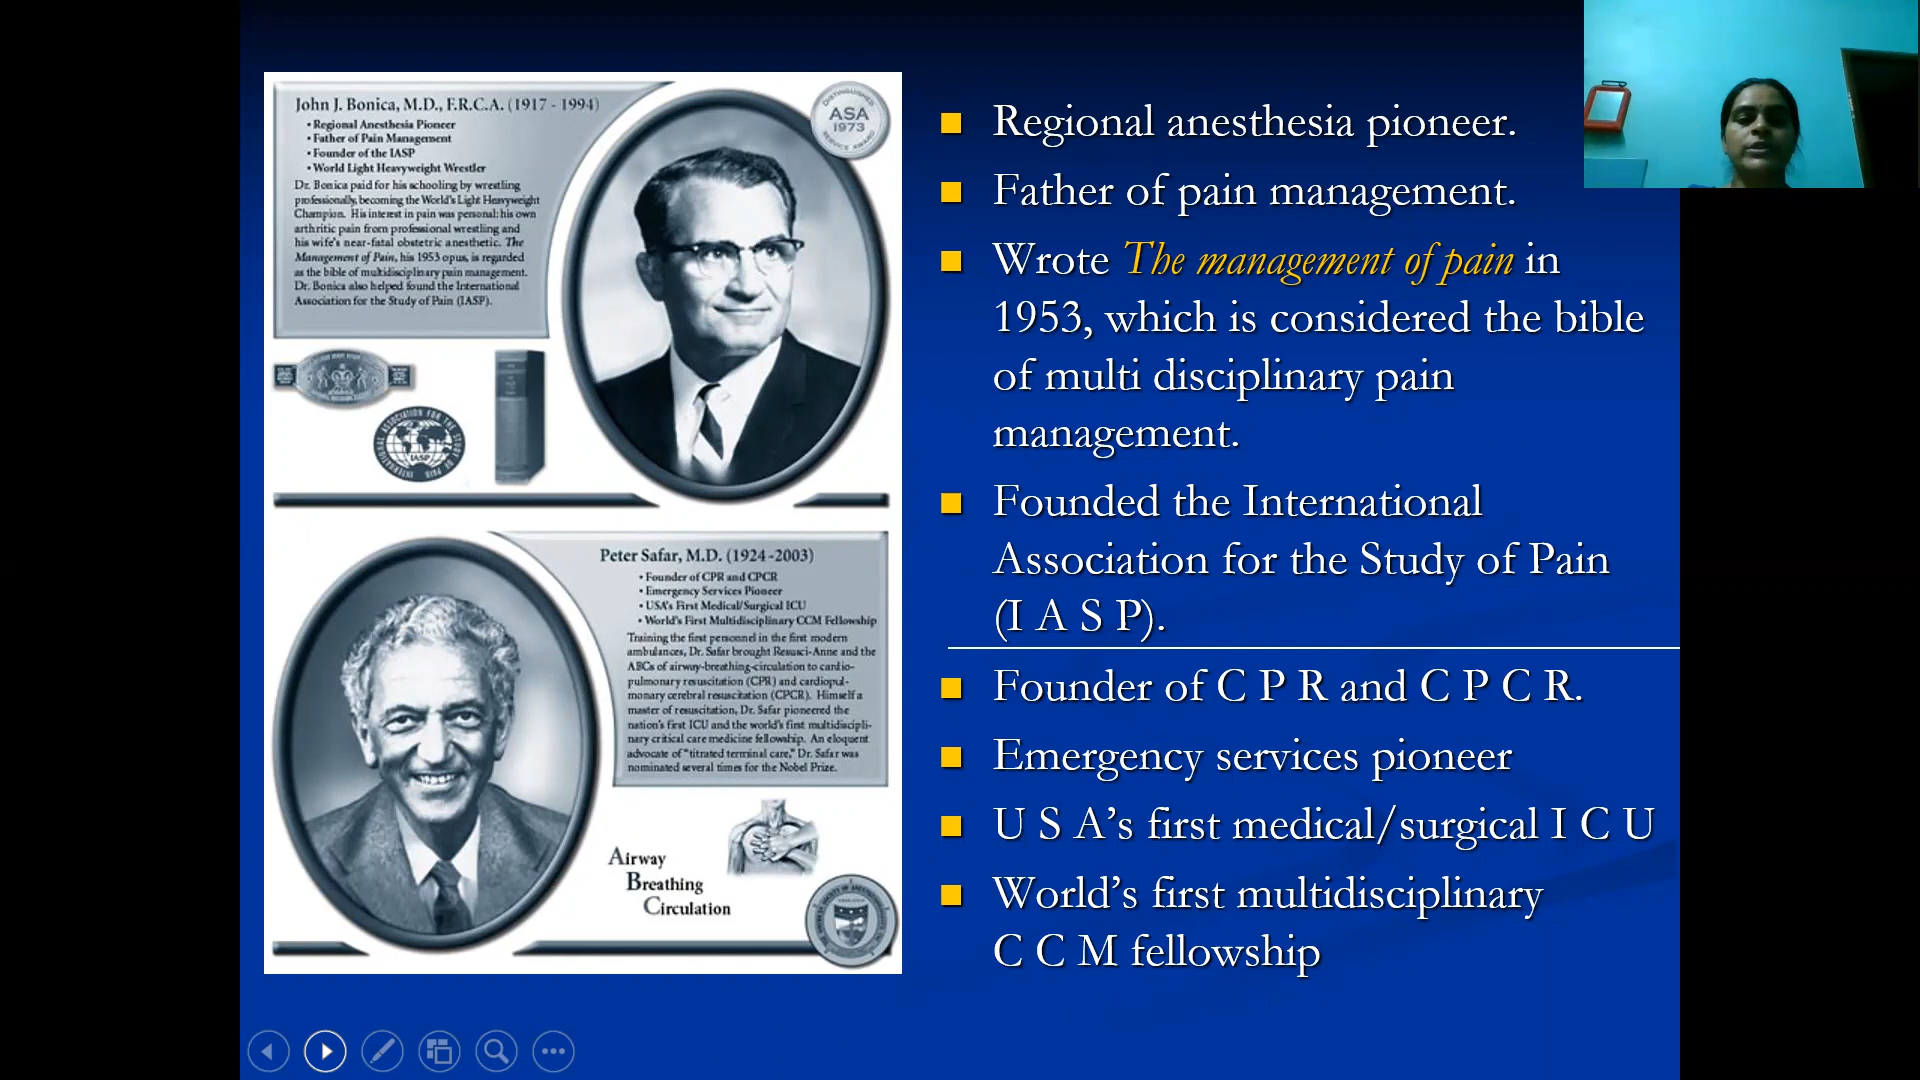 John J. Bonica, M.D., F.R.C.A. (1917 - 1994)
• Regional Anesthesia Pioneer
• Father of Pain Management
• Founder of the IASP
• World Light Heavyweight Wrestler
Dr. Bonica paid for his schooling by wrestling
professionally, becoming the World's Light Heavyweight
Champion. His interest in pain was personal: his own
arthritic pain from professional wrestling and
his wife's near-fatal obstetric anesthetic. The
Management of Pain, his 1953 opus, is regarded
as the bible of multidisciplinary pain management.
Dr. Bonica also helped found the International
Association for the Study of Pain (IASP).
DISTINGUISHED
ASA
1973
SERVICE AWARD
INTERNATIONAL ASSOCIATION FOR THE STUDY OF PAIN
IASP
Peter Safar, M.D. (1924 -2003)
• Founder of CPR and CPCR
• Emergency Services Pioneer
• USA's First Medical/Surgical ICU
• World's First Multidisciplinary CCM Fellowship
Training the first personnel in the first modern
ambulances, Dr. Safar brought Resusci-Anne and the
ABCs of airway-breathing-circulation to cardio-
pulmonary resuscitation (CPR) and cardiopul-
monary cerebral resuscitation (CPCR). Himself a
master of resuscitation, Dr. Safar pioneered the
nation's first ICU and the world's first multidiscipli-
nary critical care medicine fellowship. An eloquent
advocate of "titrated terminal care," Dr. Safar was
nominated several times for the Nobel Prize.
Airway
Breathing
Circulation
Regional anesthesia pioneer.
Father of pain management.
Wrote The management of pain in
1953, which is considered the bible
of multi disciplinary pain
management.
Founded the International
Association for the Study of Pain
(I A S P).
Founder of C P R and C P C R.
Emergency services pioneer
U S A's first medical/surgical I C U
World's first multidisciplinary
C C M fellowship